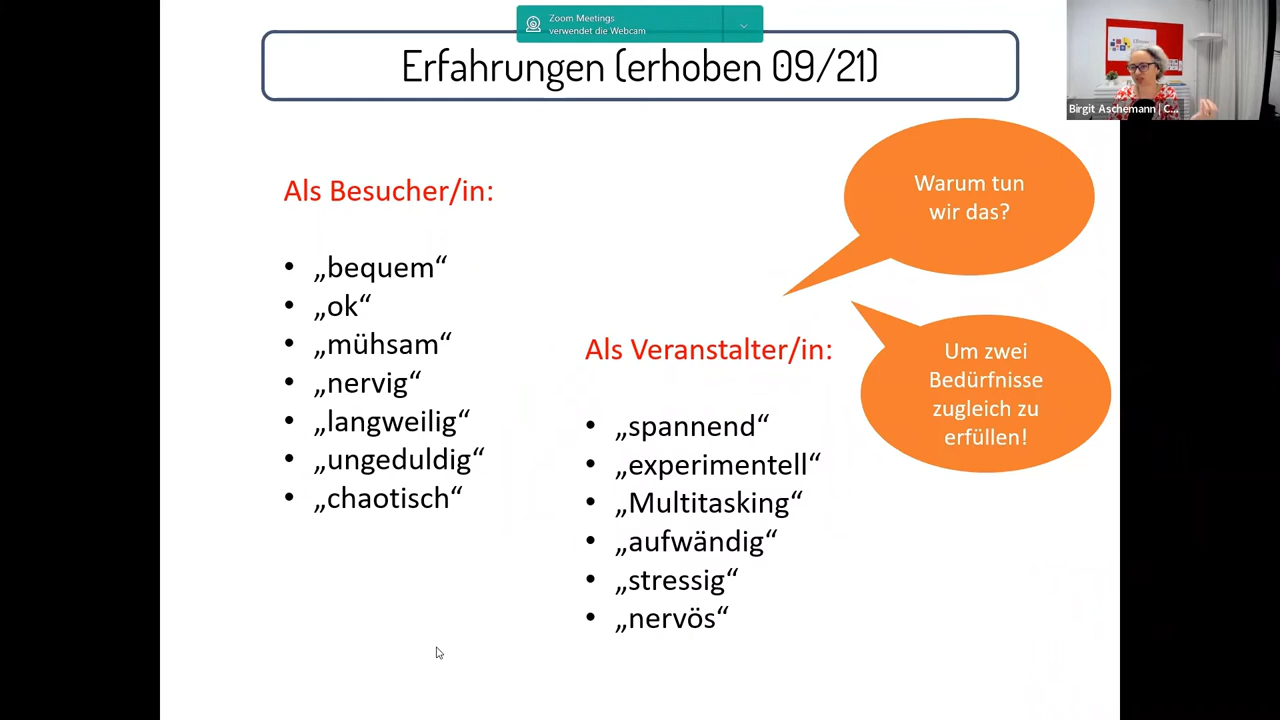 Zoom Meetings
verwendet die Webcam
Erfahrungen (erhoben 09/21)
Birgit Aschemann | C...
Als Besucher/in:
• „bequem“
• „ok“
• „mühsam“
• „nervig“
• „langweilig“
• „ungeduldig“
• „chaotisch“
Als Veranstalter/in:
• „spannend“
• „experimentell“
• „Multitasking“
• „aufwändig“
• „stressig“
• „nervös“
Warum tun
wir das?
Um zwei
Bedürfnisse
zugleich zu
erfüllen!